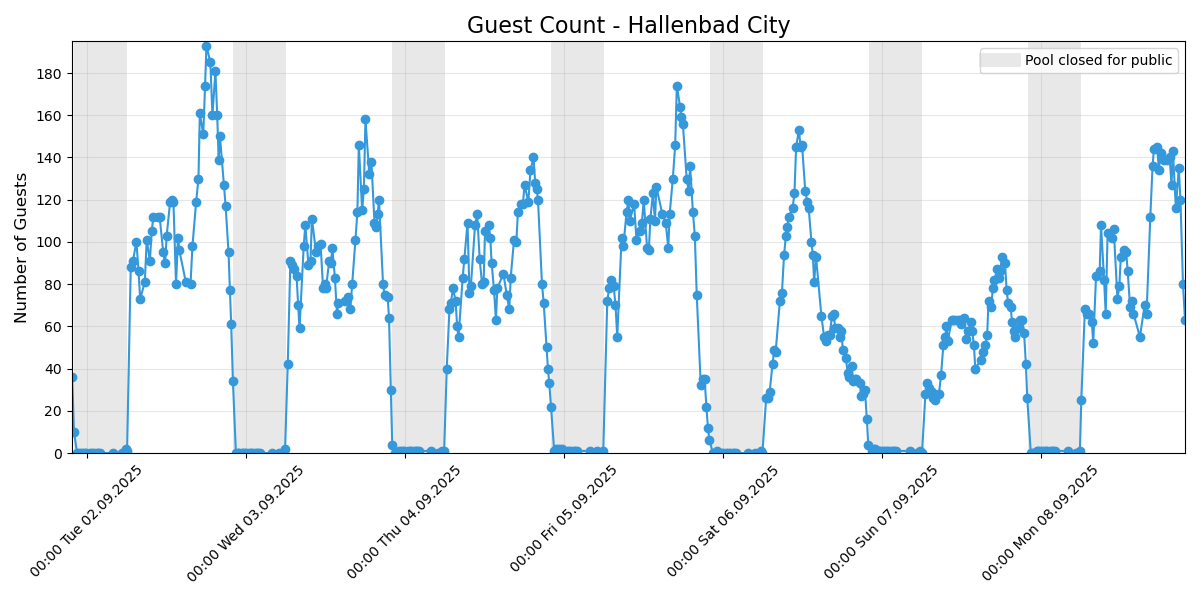 Guest Count - Hallenbad City
Pool closed for public
Number of Guests
180
160
140
120
100
80
60
40
20
0
00:00 Tue 02.09.2025
00:00 Wed 03.09.2025
00:00 Thu 04.09.2025
00:00 Fri 05.09.2025
00:00 Sat 06.09.2025
00:00 Sun 07.09.2025
00:00 Mon 08.09.2025